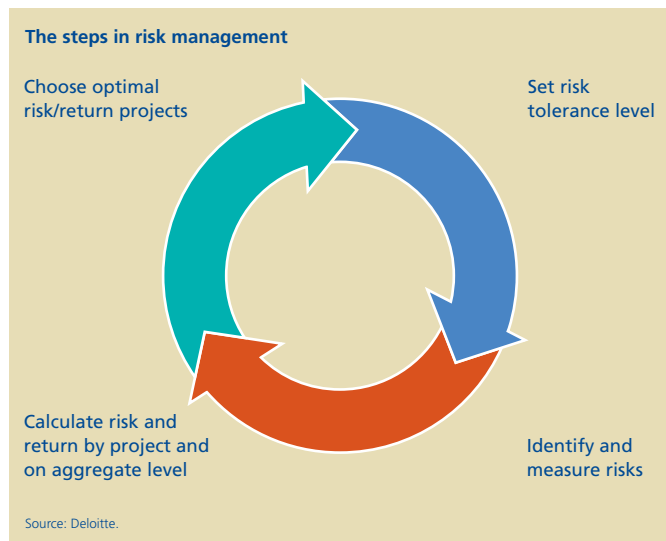 The steps in risk management
Choose optimal
risk/return projects
Set risk
tolerance level
Calculate risk and
return by project and
on aggregate level
Identify and
measure risks
Source: Deloitte.